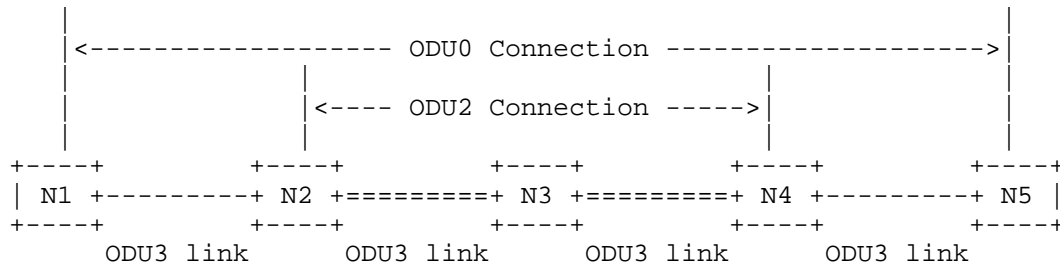 ODU0 Connection
ODU2 Connection
N1 N2 N3 N4 N5
ODU3 link ODU3 link ODU3 link ODU3 link